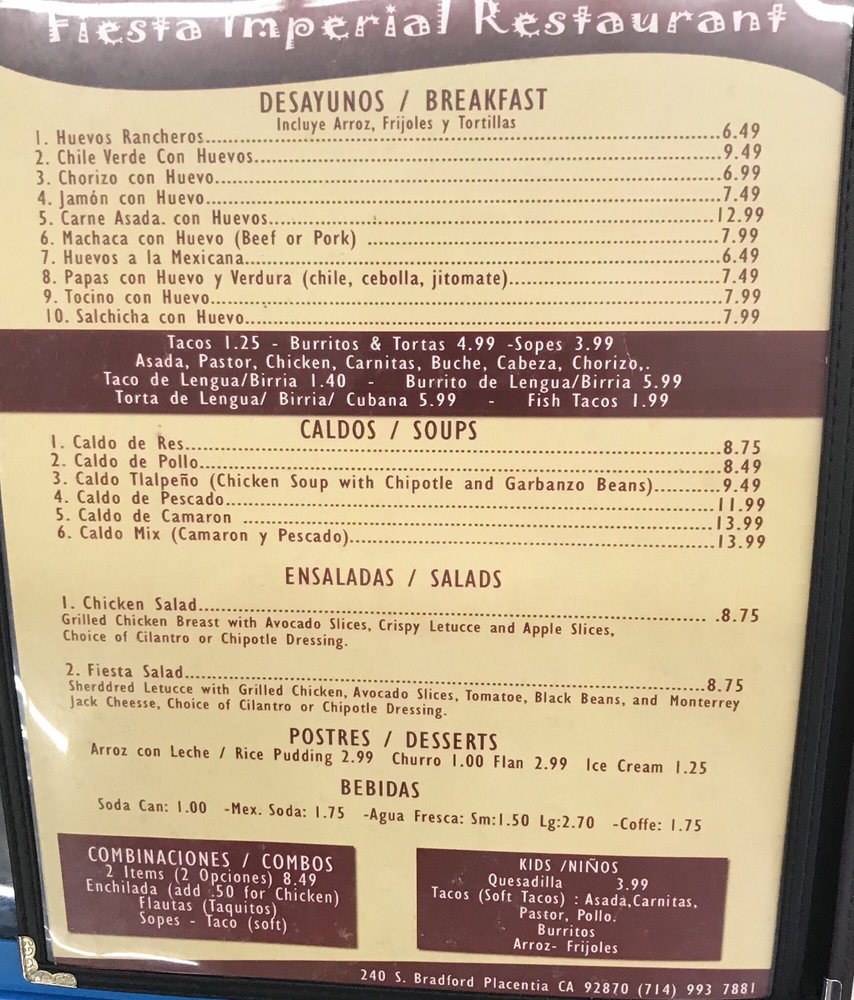 Fiesta Imperial Restaurant
DESAYUNOS / BREAKFAST
Incluye Arroz, Frijoles y Tortillas
1. Huevos Rancheros........6.49
2. Chile Verde Con Huevos........9.49
3. Chorizo con Huevo........6.99
4. Jamón con Huevo........7.49
5. Carne Asada. con Huevos........12.99
6. Machaca con Huevo (Beef or Pork) ........7.99
7. Huevos a la Mexicana........6.49
8. Papas con Huevo y Verdura (chile, cebolla, jitomate)........7.49
9. Tocino con Huevo........7.99
10. Salchicha con Huevo........7.99
Tacos 1.25 - Burritos & Tortas 4.99 -Sopes 3.99
Asada, Pastor, Chicken, Carnitas, Buche, Cabeza, Chorizo,.
Taco de Lengua/Birria 1.40 - Burrito de Lengua/Birria 5.99
Torta de Lengua/ Birria/ Cubana 5.99 - Fish Tacos 1.99
CALDOS / SOUPS
1. Caldo de Res........8.75
2. Caldo de Pollo........8.49
3. Caldo Tlalpeño (Chicken Soup with Chipotle and Garbanzo Beans)........9.49
4. Caldo de Pescado........11.99
5. Caldo de Camaron ........13.99
6. Caldo Mix (Camaron y Pescado)........13.99
ENSALADAS / SALADS
1. Chicken Salad........ .8.75
Grilled Chicken Breast with Avocado Slices, Crispy Letucce and Apple Slices,
Choice of Cilantro or Chipotle Dressing.
2. Fiesta Salad........8.75
Sherddred Letucce with Grilled Chicken, Avocado Slices, Tomatoe, Black Beans, and Monterrey
Jack Cheesse, Choice of Cilantro or Chipotle Dressing.
POSTRES / DESSERTS
Arroz con Leche / Rice Pudding 2.99 Churro 1.00 Flan 2.99 Ice Cream 1.25
BEBIDAS
Soda Can: 1.00 -Mex. Soda: 1.75 -Agua Fresca: Sm:1.50 Lg:2.70 -Coffe: 1.75
COMBINACIONES / COMBOS
2 Items (2 Opciones) 8.49
Enchilada (add .50 for Chicken)
Flautas (Taquitos)
Sopes - Taco (soft)
KIDS /NIÑOS
Quesadilla 3.99
Tacos (Soft Tacos) : Asada,Carnitas,
Pastor, Pollo.
Burritos
Arroz- Frijoles
240 S. Bradford Placentia CA 92870 (714) 993 7881